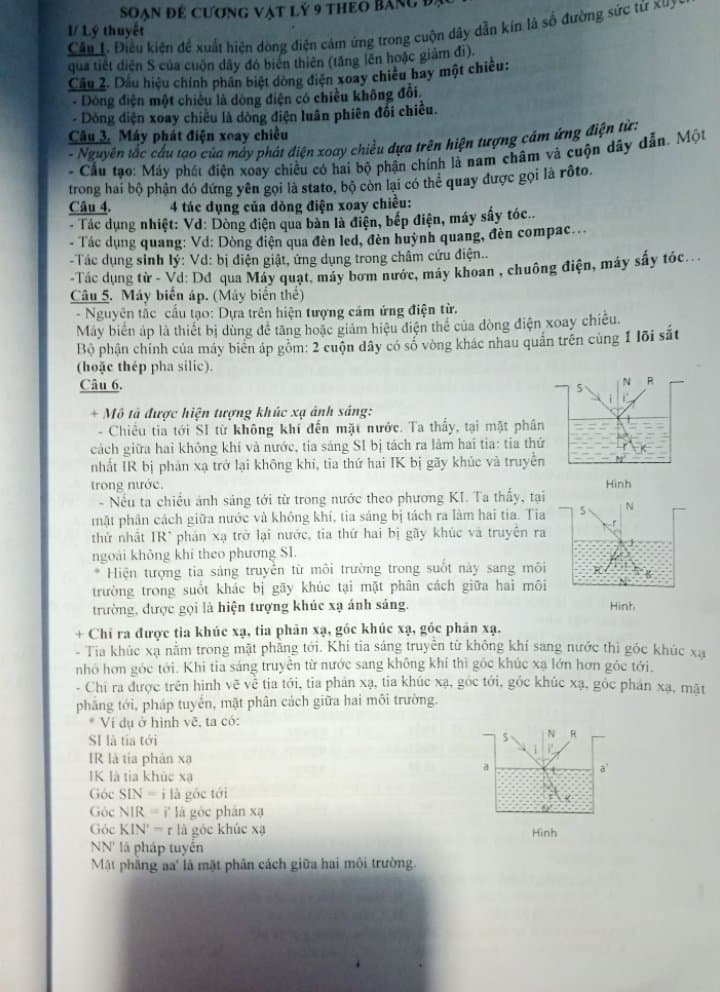 SOẠN ĐỀ CƯƠNG VẬT LÝ 9 THEO BẢNG
I/ Lý thuyết
Câu 1. Điều kiện để xuất hiện dòng điện cảm ứng trong cuộn dây dẫn kín là số đường sức từ
qua tiết diện S của cuộn dây đó biến thiên (tăng lên hoặc giảm đi).
Câu 2. Dấu hiệu chính phân biệt dòng điện xoay chiều hay một chiều:
- Dòng điện một chiều là dòng điện có chiều không đổi.
- Dòng điện xoay chiều là dòng điện luân phiên đổi chiều.
Câu 3. Máy phát điện xoay chiều
- Nguyên tắc cấu tạo của máy phát điện xoay chiều dựa trên hiện tượng cảm ứng điện từ:
- Cấu tạo: Máy phát điện xoay chiều có hai bộ phận chính là nam châm và cuộn dây dẫn. Một
trong hai bộ phận đó đứng yên gọi là stato, bộ còn lại có thể quay được gọi là rôto.
Câu 4. 4 tác dụng của dòng điện xoay chiều:
- Tác dụng nhiệt: Vd: Dòng điện qua bàn là điện, bếp điện, máy sấy tóc..
- Tác dụng quang: Vd: Dòng điện qua đèn led, đèn huỳnh quang, đèn compac…
-Tác dụng sinh lý: Vd: bị điện giật, ứng dụng trong châm cứu điện..
-Tác dụng từ - Vd: Dđ qua Máy quạt, máy bơm nước, máy khoan , chuông điện, máy sấy tóc…
Câu 5. Máy biến áp. (Máy biến thế)
- Nguyên tắc cấu tạo: Dựa trên hiện tượng cảm ứng điện từ.
Máy biến áp là thiết bị dùng để tăng hoặc giảm hiệu điện thế của dòng điện xoay chiều.
Bộ phận chính của máy biến áp gồm: 2 cuộn dây có số vòng khác nhau quấn trên cùng 1 lõi sắt
(hoặc thép pha silic).
Câu 6.
+ Mô tả được hiện tượng khúc xạ ánh sáng:
- Chiếu tia tới SI từ không khí đến mặt nước. Ta thấy, tại mặt phân
cách giữa hai không khí và nước, tia sáng SI bị tách ra làm hai tia: tia thứ
nhất IR bị phản xạ trở lại không khí, tia thứ hai IK bị gãy khúc và truyền
trong nước.
S N R
i i'
I
r K
N'
Hình
- Nếu ta chiếu ánh sáng tới từ trong nước theo phương KI. Ta thấy, tại
mặt phân cách giữa nước và không khí, tia sáng bị tách ra làm hai tia. Tia
thứ nhất IR' phản xạ trở lại nước, tia thứ hai bị gãy khúc và truyền ra
ngoài không khí theo phương SI.
S N
r
I
R K
N'
Hình
* Hiện tượng tia sáng truyền từ môi trường trong suốt này sang môi
trường trong suốt khác bị gãy khúc tại mặt phân cách giữa hai môi
trường, được gọi là hiện tượng khúc xạ ánh sáng.
+ Chỉ ra được tia khúc xạ, tia phản xạ, góc khúc xạ, góc phản xạ.
- Tia khúc xạ nằm trong mặt phẳng tới. Khi tia sáng truyền từ không khí sang nước thì góc khúc xạ
nhỏ hơn góc tới. Khi tia sáng truyền từ nước sang không khí thì góc khúc xạ lớn hơn góc tới.
- Chỉ ra được trên hình vẽ về tia tới, tia phản xạ, tia khúc xạ, góc tới, góc khúc xạ, góc phản xạ, mặt
phẳng tới, pháp tuyến, mặt phân cách giữa hai môi trường.
* Ví dụ ở hình vẽ, ta có:
SI là tia tới
IR là tia phản xạ
IK là tia khúc xạ
Góc SIN = i là góc tới
Góc NIR = i' là góc phản xạ
Góc KIN' = r là góc khúc xạ
NN' là pháp tuyến
Mặt phẳng aa' là mặt phân cách giữa hai môi trường.
S N R
i i'
a I a'
r K
N'
Hình